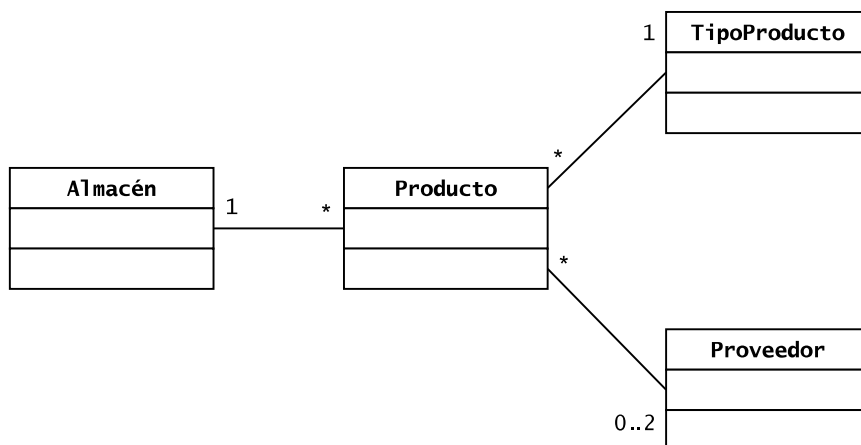 1
TipoProducto
*
Almacén
1
*
Producto
*
Proveedor
0..2